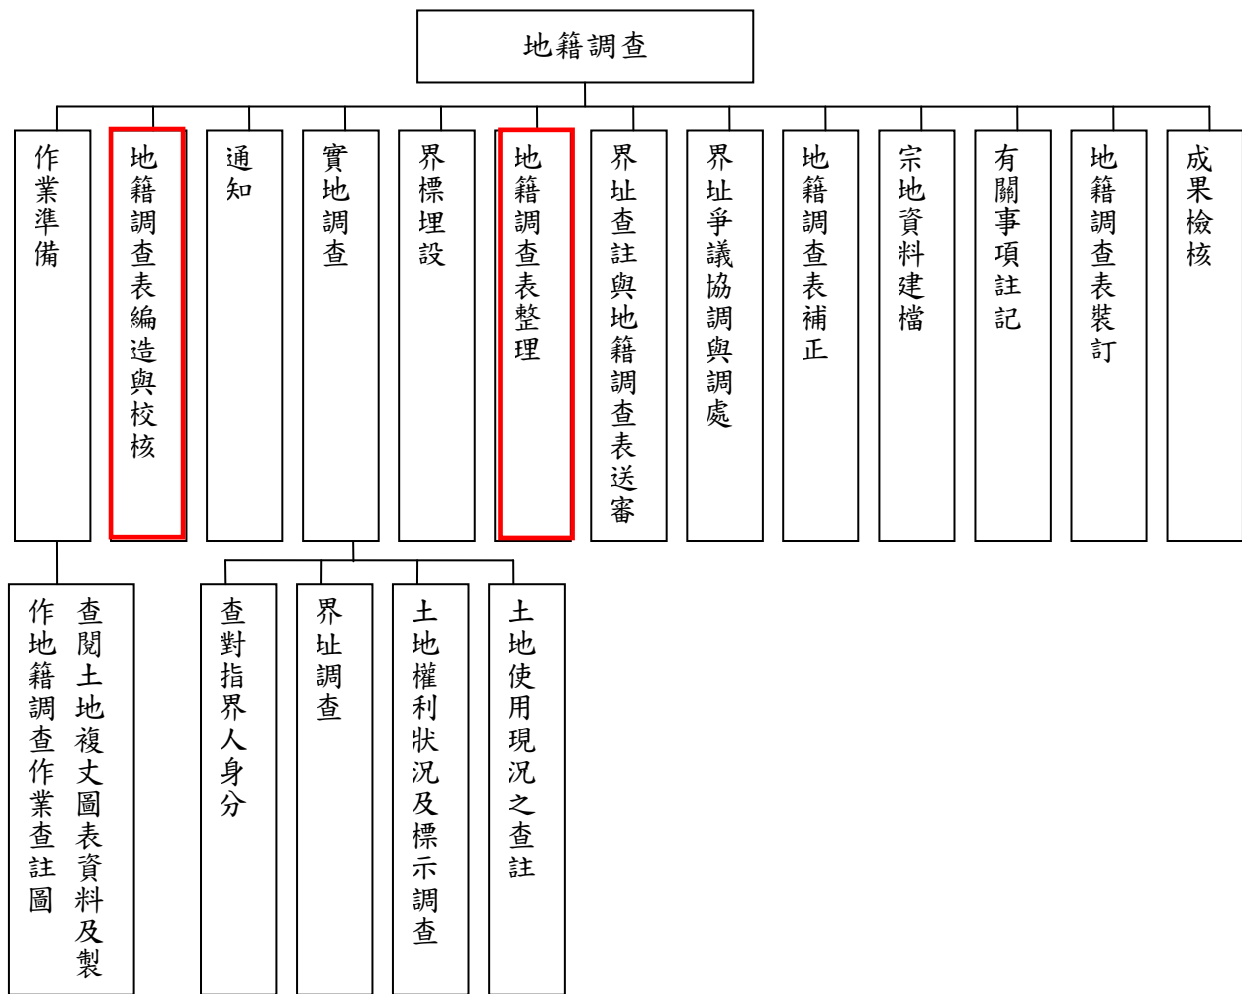 地籍調查
作業準備
地籍調查表編造與校核
通知
實地調查
界標埋設
地籍調查表整理
界址查註與地籍調查表送審
界址爭議協調與調處
地籍調查表補正
宗地資料建檔
有關事項註記
地籍調查表裝訂
成果檢核
查閱土地複丈圖表資料及製
作地籍調查作業查註圖
查對指界人身分
界址調查
土地權利狀況及標示調查
土地使用現況之查註